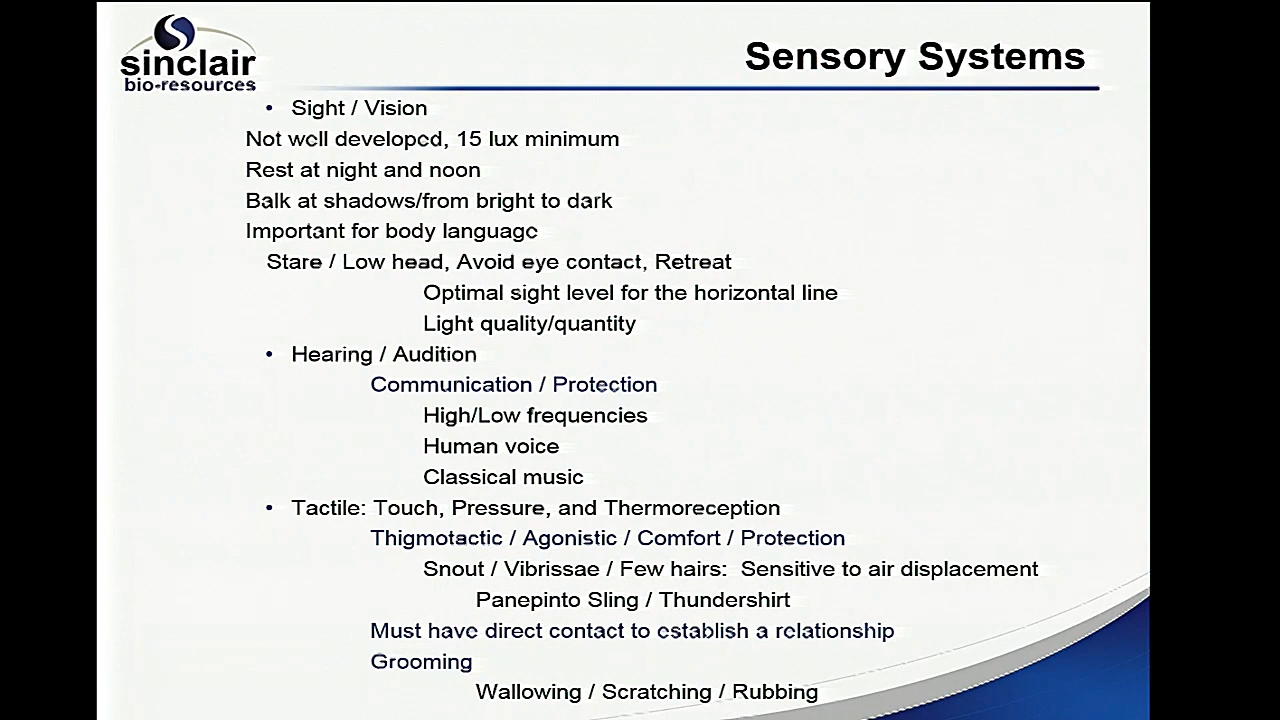 sinclair
bio-resources
Sensory Systems
• Sight / Vision
Not well developed, 15 lux minimum
Rest at night and noon
Balk at shadows/from bright to dark
Important for body language
Stare / Low head, Avoid eye contact, Retreat
Optimal sight level for the horizontal line
Light quality/quantity
• Hearing / Audition
Communication / Protection
High/Low frequencies
Human voice
Classical music
• Tactile: Touch, Pressure, and Thermoreception
Thigmotactic / Agonistic / Comfort / Protection
Snout / Vibrissae / Few hairs: Sensitive to air displacement
Panepinto Sling / Thundershirt
Must have direct contact to establish a relationship
Grooming
Wallowing / Scratching / Rubbing